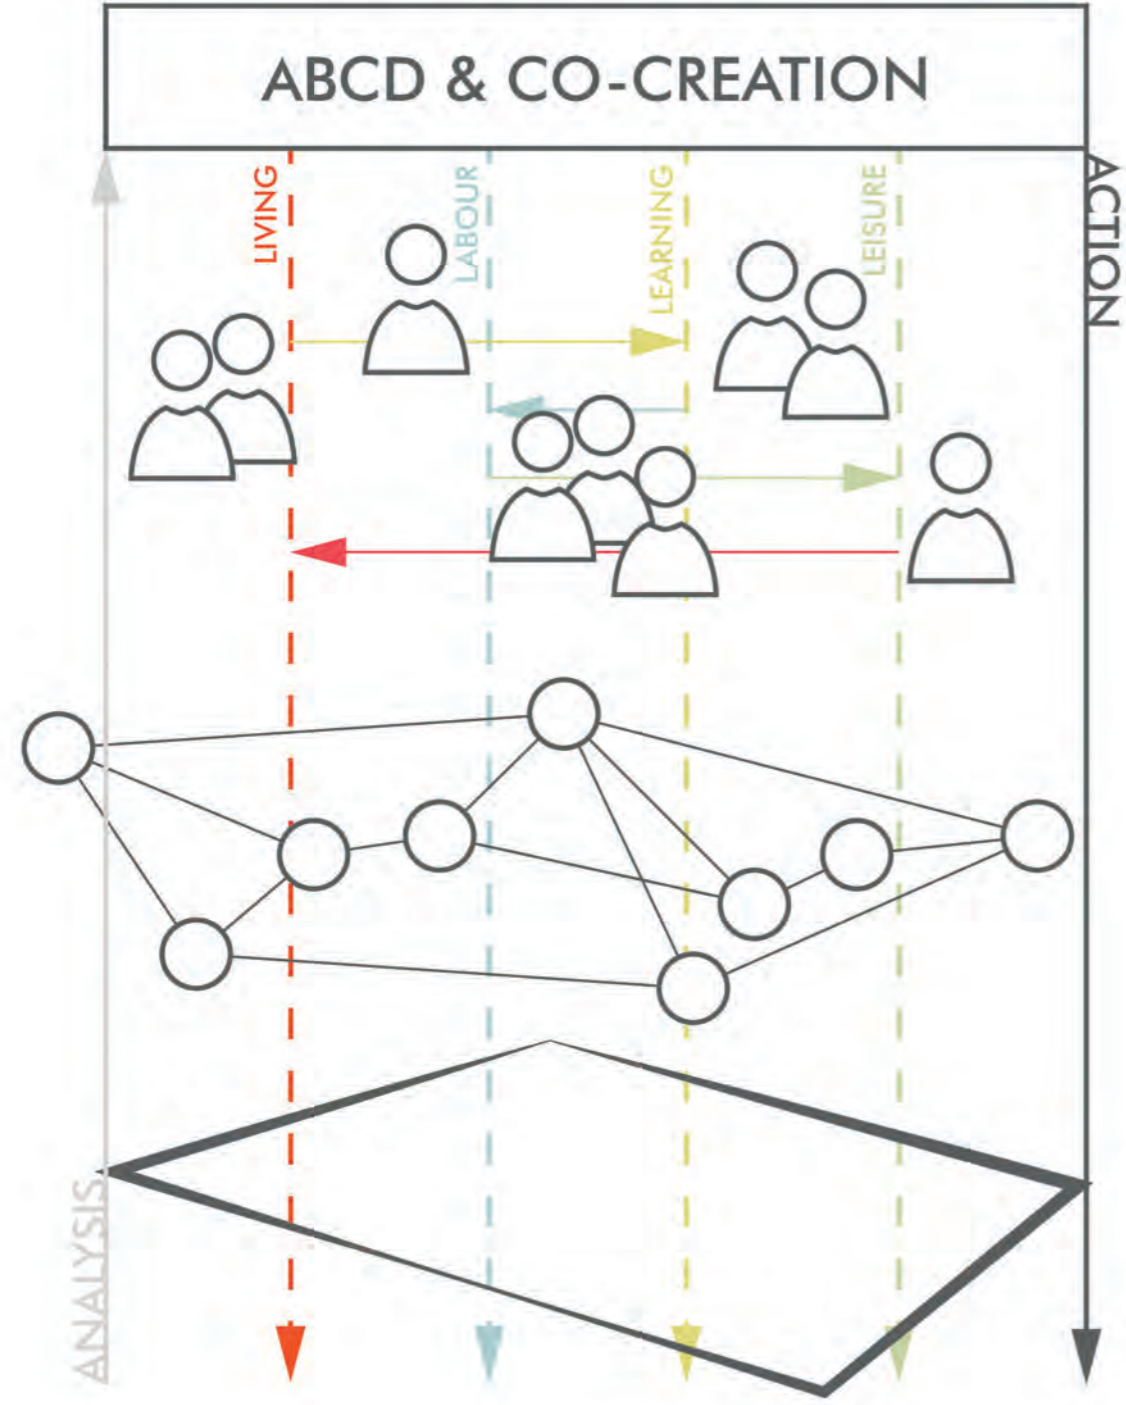 ABCD & CO-CREATION
LIVING
LABOUR
LEARNING
LEISURE
ACTION
ANALYSIS